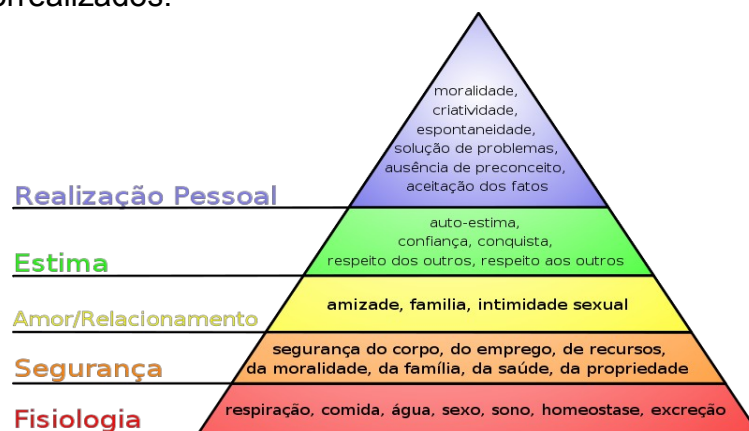 orrealizados.
moralidade,
criatividade,
espontaneidade,
solução de problemas,
ausência de preconceito,
aceitação dos fatos
Realização Pessoal
auto-estima,
confiança, conquista,
respeito dos outros, respeito aos outros
Estima
amizade, familia, intimidade sexual
Amor/Relacionamento
segurança do corpo, do emprego, de recursos,
da moralidade, da família, da saúde, da propriedade
Segurança
respiração, comida, água, sexo, sono, homeostase, excreção
Fisiologia